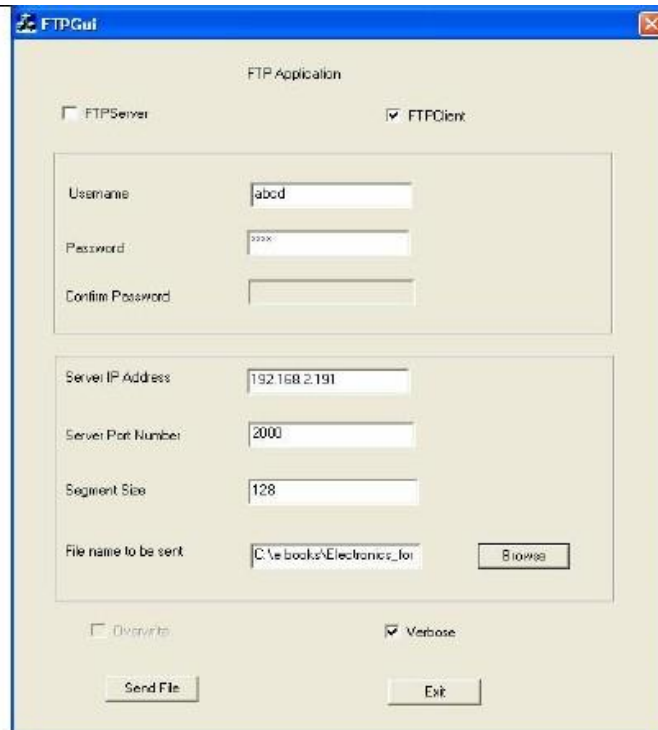 FTPGui
FTP Application
FTPServer
FTPClient
Username
abcd
Password
××××
Confirm Password
Server IP Address
192.168.2.191
Server Port Number
2000
Segment Size
128
File name to be sent
C:\e books\Electronics_for
Browse
Overwrite
Verbose
Send File
Exit